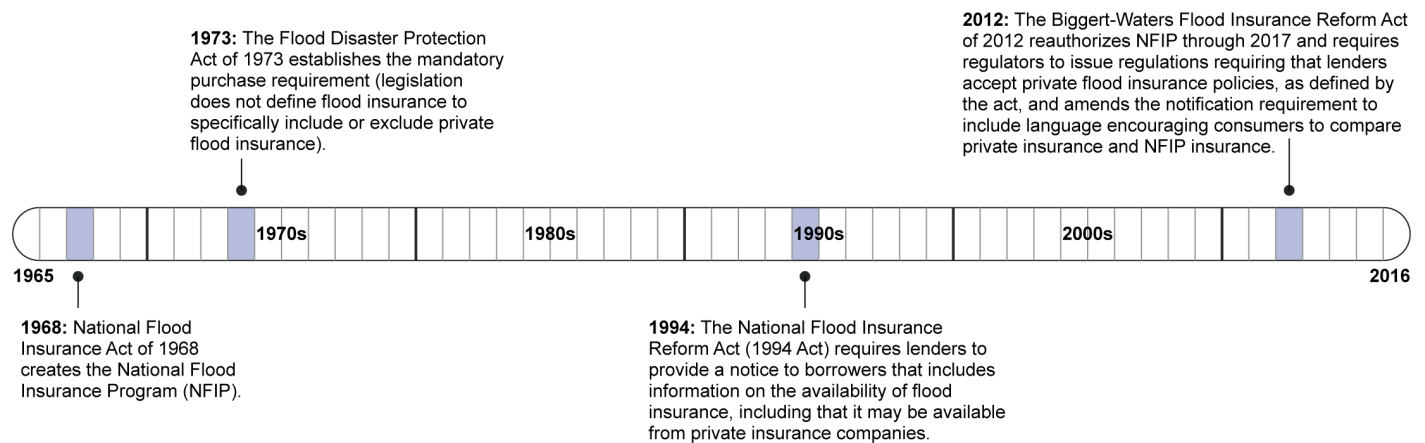 1973: The Flood Disaster Protection
Act of 1973 establishes the mandatory
purchase requirement (legislation
does not define flood insurance to
specifically include or exclude private
flood insurance).
2012: The Biggert-Waters Flood Insurance Reform Act
of 2012 reauthorizes NFIP through 2017 and requires
regulators to issue regulations requiring that lenders
accept private flood insurance policies, as defined by
the act, and amends the notification requirement to
include language encouraging consumers to compare
private insurance and NFIP insurance.
1970s
1980s
1990s
2000s
1965
2016
1968: National Flood
Insurance Act of 1968
creates the National Flood
Insurance Program (NFIP).
1994: The National Flood Insurance
Reform Act (1994 Act) requires lenders to
provide a notice to borrowers that includes
information on the availability of flood
insurance, including that it may be available
from private insurance companies.